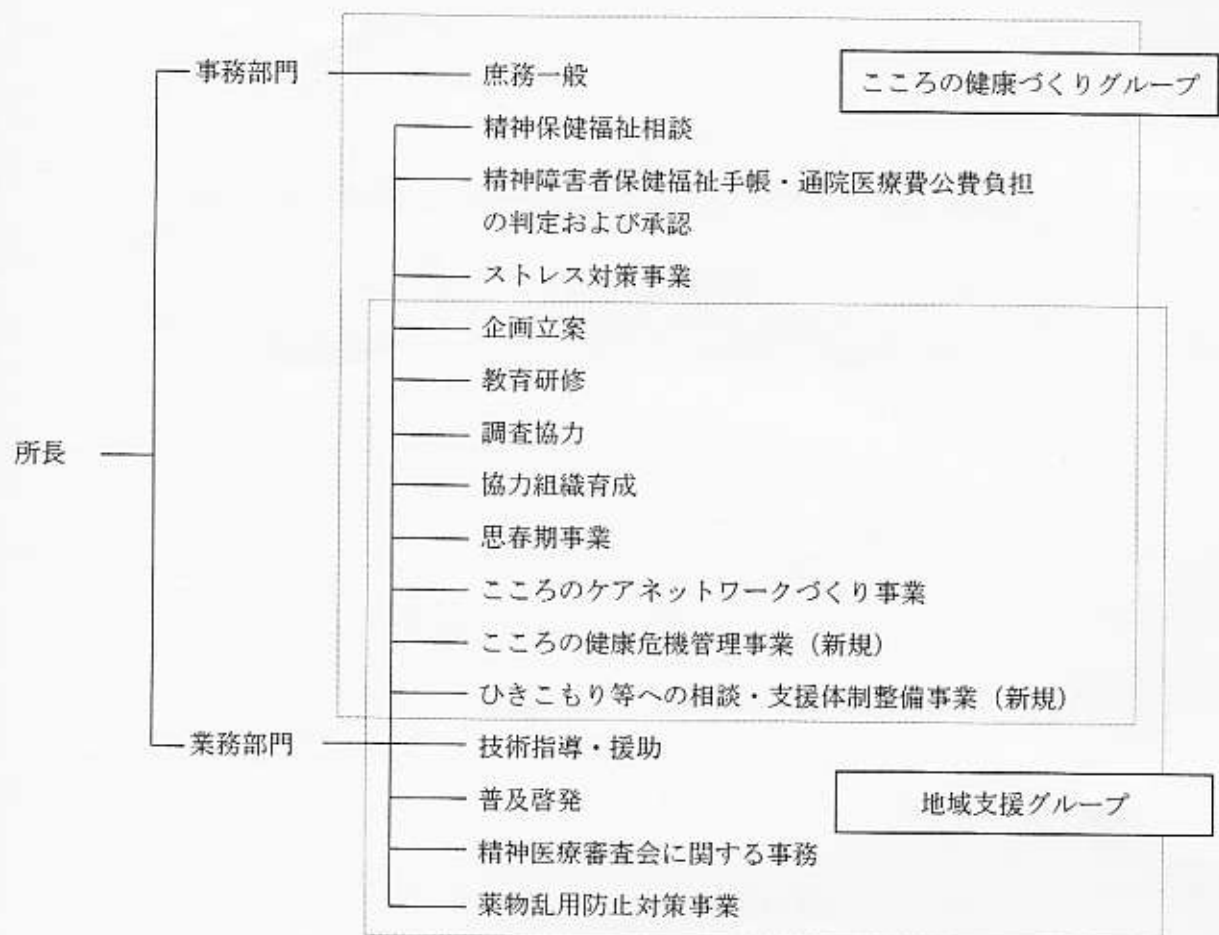 事務部門
庶務一般
こころの健康づくりグループ
精神保健福祉相談
精神障害者保健福祉手帳・通院医療費公費負担
の判定および承認
ストレス対策事業
企画立案
教育研修
調査協力
所長
協力組織育成
思春期事業
こころのケアネットワークづくり事業
こころの健康危機管理事業（新規）
ひきこもり等への相談・支援体制整備事業（新規）
業務部門
技術指導・援助
普及啓発
地域支援グループ
精神医療審査会に関する事務
薬物乱用防止対策事業